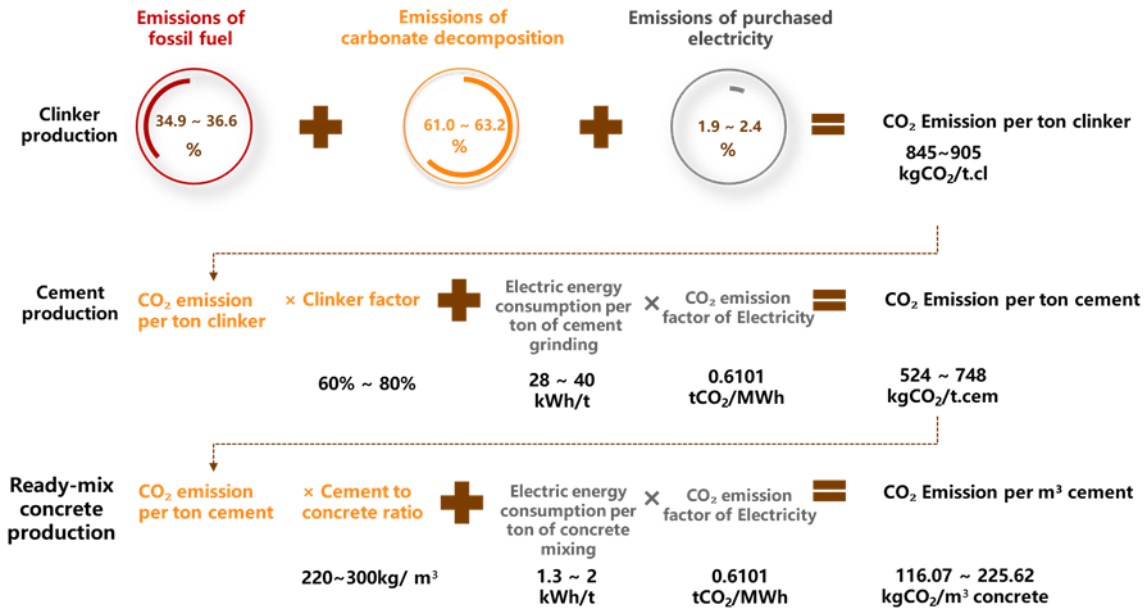 Emissions of
fossil fuel
Emissions of
carbonate decomposition
Emissions of purchased
electricity
Clinker
production
34.9 ~ 36.6
%
61.0 ~ 63.2
%
1.9 ~ 2.4
%
CO₂ Emission per ton clinker
845~905
kgCO₂/t.cl
Cement
production
CO₂ emission
per ton clinker
× Clinker factor
Electric energy
consumption per
ton of cement
grinding
× CO₂ emission
factor of Electricity
CO₂ Emission per ton cement
60% ~ 80%
28 ~ 40
kWh/t
0.6101
tCO₂/MWh
524 ~ 748
kgCO₂/t.cem
Ready-mix
concrete
production
CO₂ emission
per ton cement
× Cement to
concrete ratio
Electric energy
consumption per
ton of concrete
mixing
× CO₂ emission
factor of Electricity
CO₂ Emission per m³ cement
220~300kg/ m³
1.3 ~ 2
kWh/t
0.6101
tCO₂/MWh
116.07 ~ 225.62
kgCO₂/m³ concrete